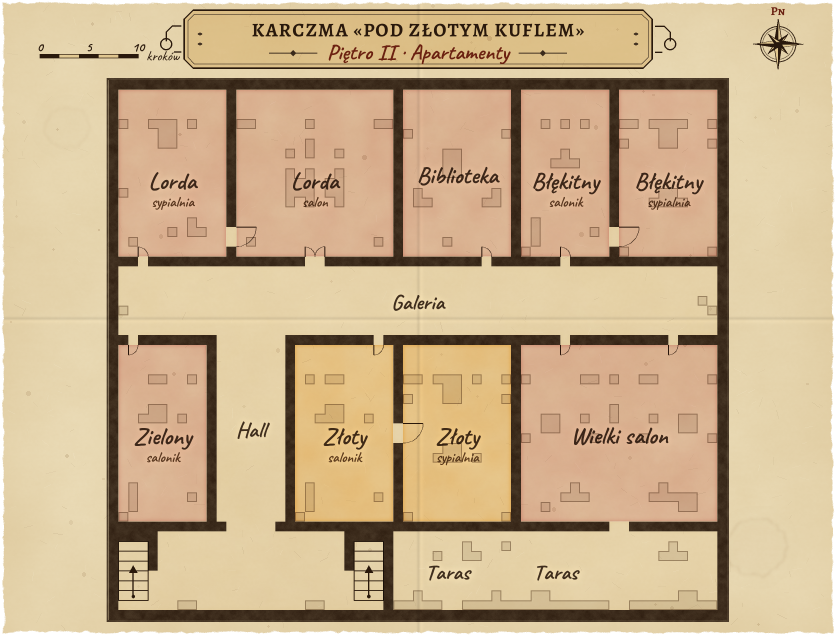 KARCZMA «POD ZŁOTYM KUFLEM»
Piętro II · Apartamenty
0 5 10
kroków
Pn
Lorda
sypialnia
Lorda
salon
Biblioteka
Błękitny
salonik
Błękitny
sypialnia
Galeria
Zielony
salonik
Hall
Złoty
salonik
Złoty
sypialnia
Wielki salon
Taras
Taras